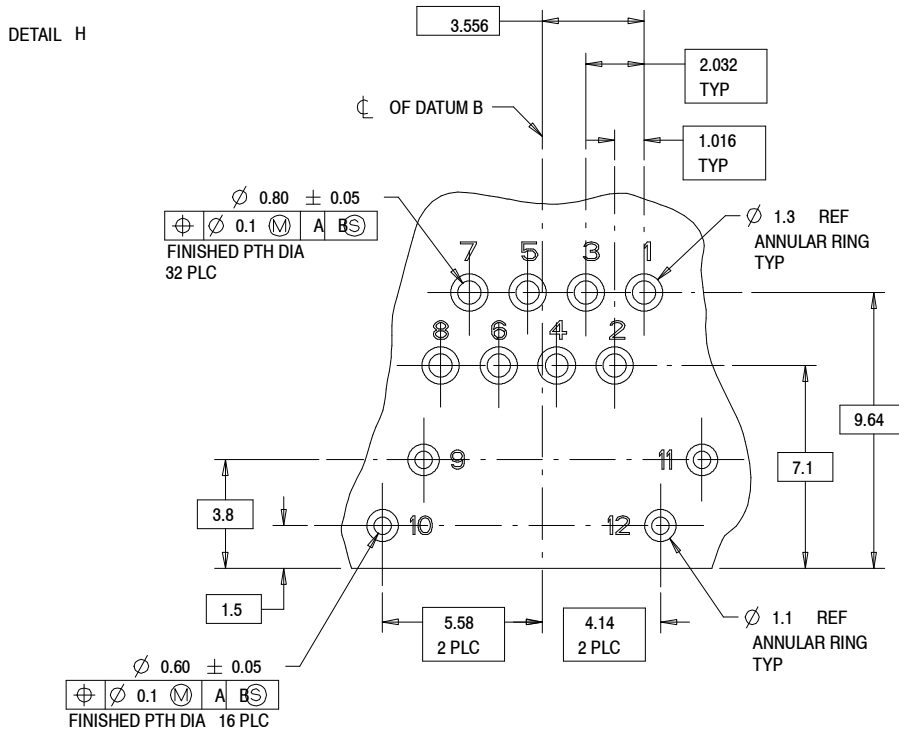 DETAIL H
3.556
2.032
TYP
℄ OF DATUM B
1.016
TYP
∅ 0.80 ± 0.05
⌖ ∅ 0.1 Ⓜ A B Ⓢ
FINISHED PTH DIA
32 PLC
∅ 1.3 REF
ANNULAR RING
TYP
7 5 3 1
8 6 4 2
9.64
7.1
9 11
3.8
10 12
1.5
5.58
2 PLC
4.14
2 PLC
∅ 1.1 REF
ANNULAR RING
TYP
∅ 0.60 ± 0.05
⌖ ∅ 0.1 Ⓜ A B Ⓢ
FINISHED PTH DIA 16 PLC